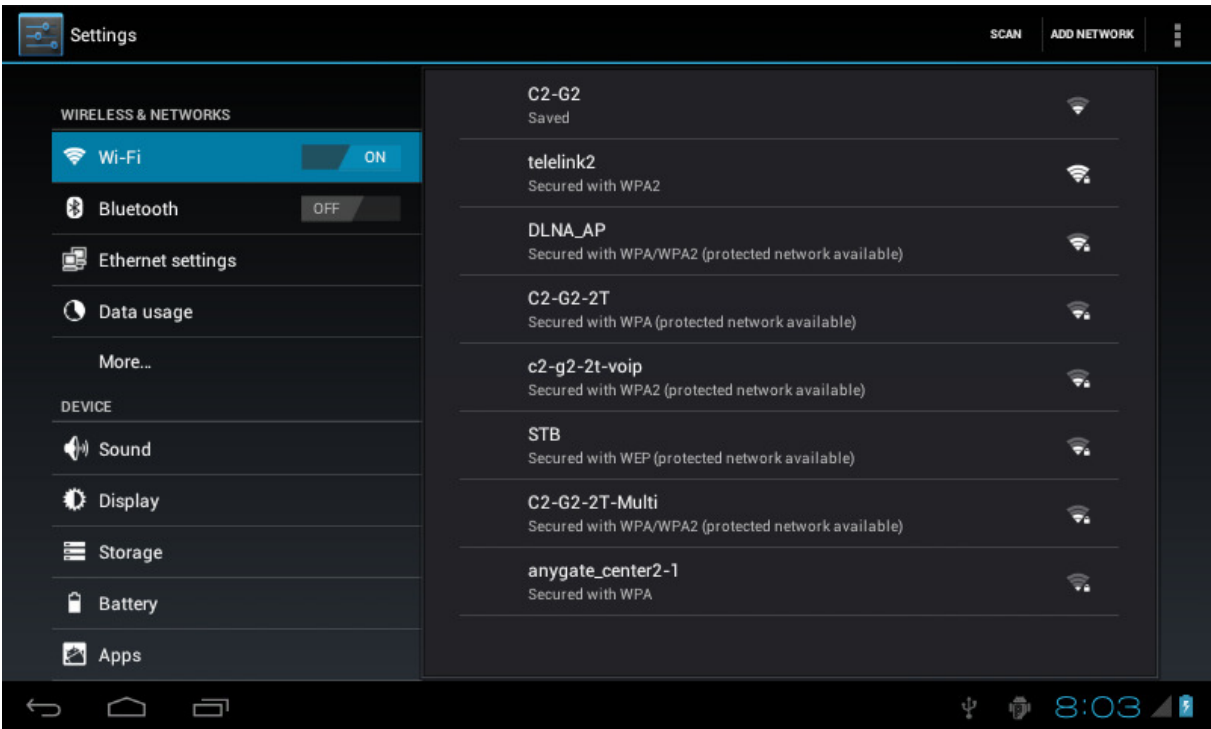 Settings
SCAN
ADD NETWORK
WIRELESS & NETWORKS
Wi-Fi
ON
Bluetooth
OFF
Ethernet settings
Data usage
More...
DEVICE
Sound
Display
Storage
Battery
Apps
C2-G2
Saved
telelink2
Secured with WPA2
DLNA_AP
Secured with WPA/WPA2 (protected network available)
C2-G2-2T
Secured with WPA (protected network available)
c2-g2-2t-voip
Secured with WPA2 (protected network available)
STB
Secured with WEP (protected network available)
C2-G2-2T-Multi
Secured with WPA/WPA2 (protected network available)
anygate_center2-1
Secured with WPA
8:03